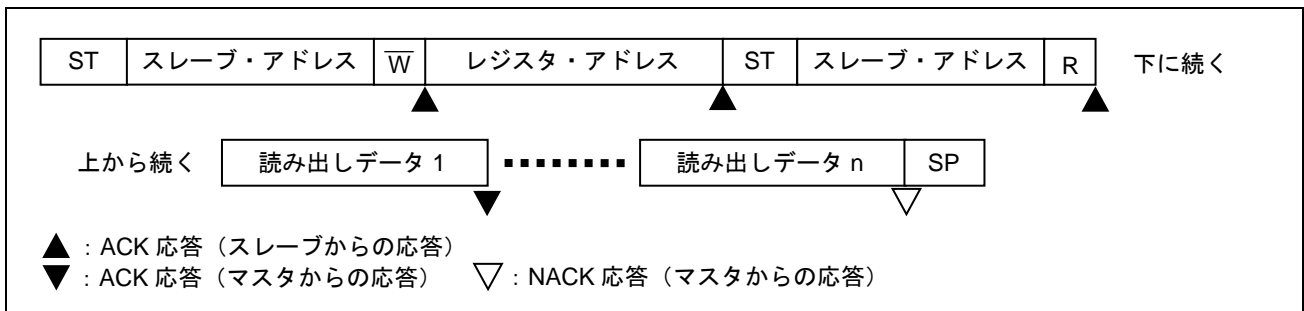 ST スレーブ・アドレス W レジスタ・アドレス ST スレーブ・アドレス R 下に続く
上から続く 読み出しデータ 1 読み出しデータ n SP
▲ : ACK 応答（スレーブからの応答）
▼ : ACK 応答（マスタからの応答） ▽ : NACK 応答（マスタからの応答）